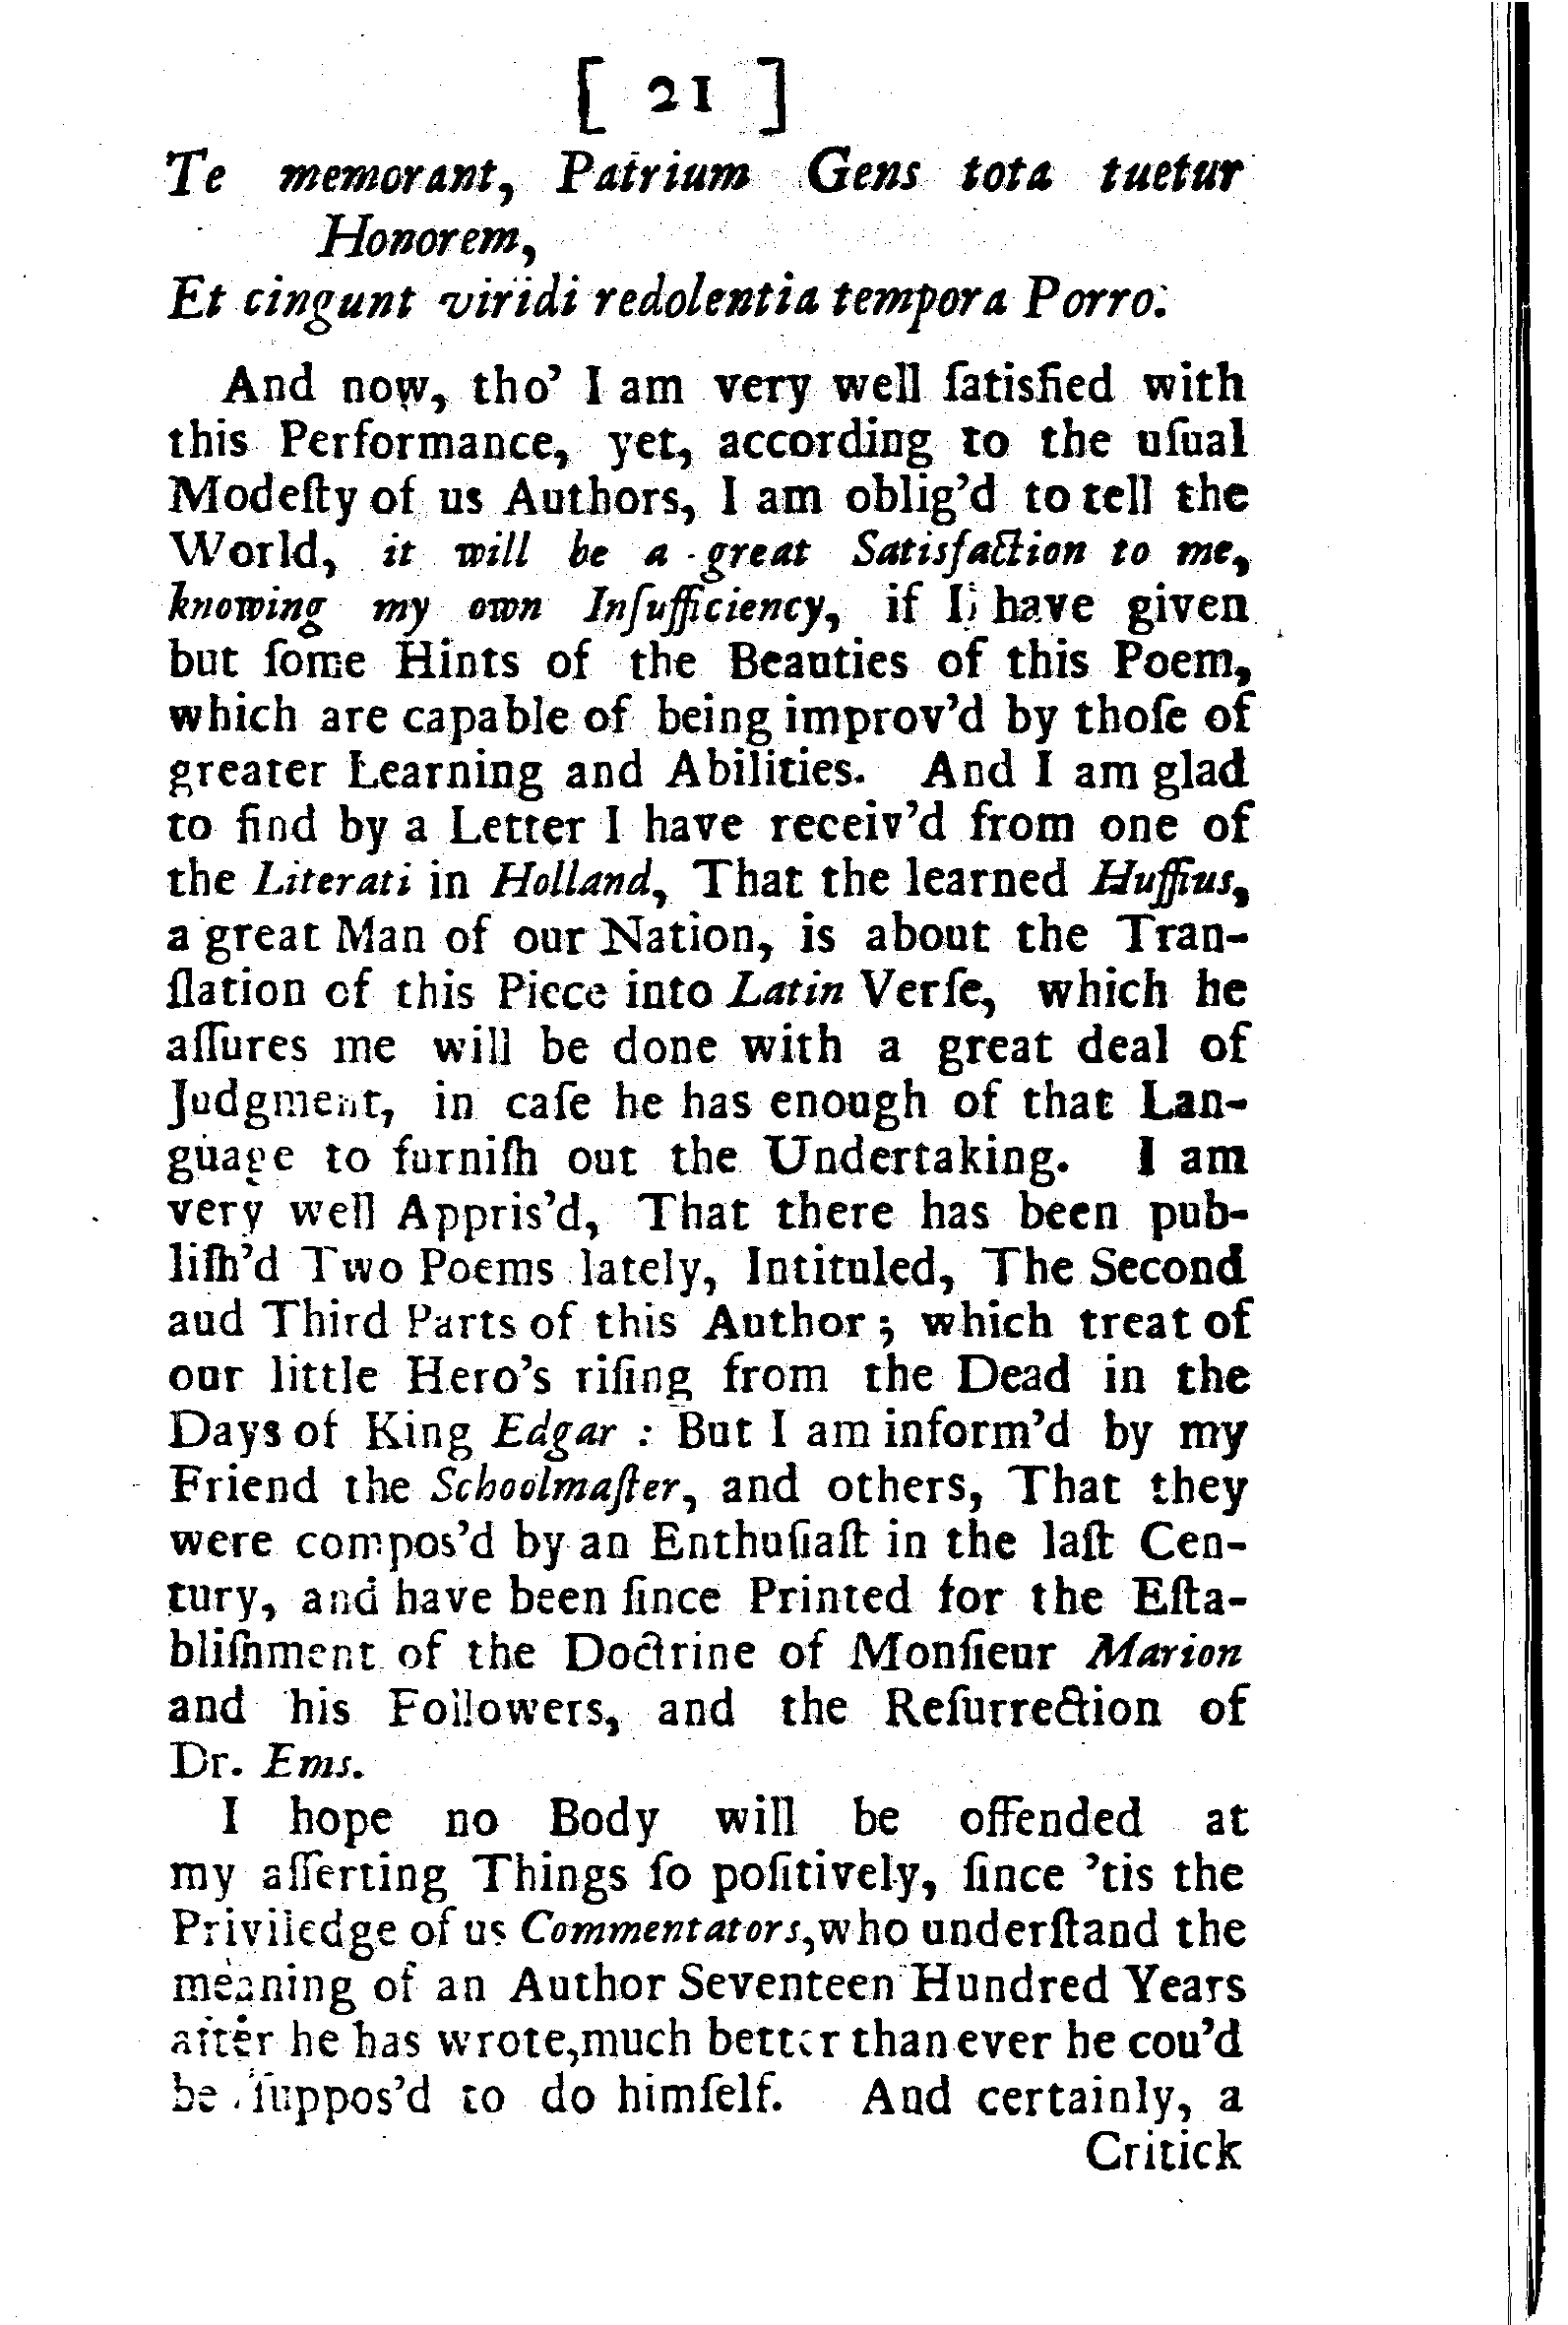 [ 21 ]
Te memorant, Patrium Gens tota tuetur
Honorem,
Et cingunt viridi redolentia tempora Porro.
And now, tho' I am very well ſatisfied with
this Performance, yet, according to the uſual
Modeſty of us Authors, I am oblig'd to tell the
World, it will be a great Satisfaction to me,
knowing my own Inſufficiency, if I have given
but ſome Hints of the Beauties of this Poem,
which are capable of being improv'd by thoſe of
greater Learning and Abilities. And I am glad
to find by a Letter I have receiv'd from one of
the Literati in Holland, That the learned Huffius,
a great Man of our Nation, is about the Tran-
ſlation of this Piece into Latin Verſe, which he
aſſures me will be done with a great deal of
Judgment, in caſe he has enough of that Lan-
guage to furniſh out the Undertaking. I am
very well Appris'd, That there has been pub-
liſh'd Two Poems lately, Intituled, The Second
aud Third Parts of this Author; which treat of
our little Hero's riſing from the Dead in the
Days of King Edgar : But I am inform'd by my
Friend the Schoolmaſter, and others, That they
were compos'd by an Enthuſiaſt in the laſt Cen-
tury, and have been ſince Printed for the Eſta-
bliſhment of the Doctrine of Monſieur Marion
and his Followers, and the Reſurrection of
Dr. Ems.
I hope no Body will be offended at
my aſſerting Things ſo poſitively, ſince 'tis the
Priviledge of us Commentators,who underſtand the
meaning of an Author Seventeen Hundred Years
after he has wrote,much better than ever he cou'd
be ſuppos'd to do himſelf. And certainly, a
Critick